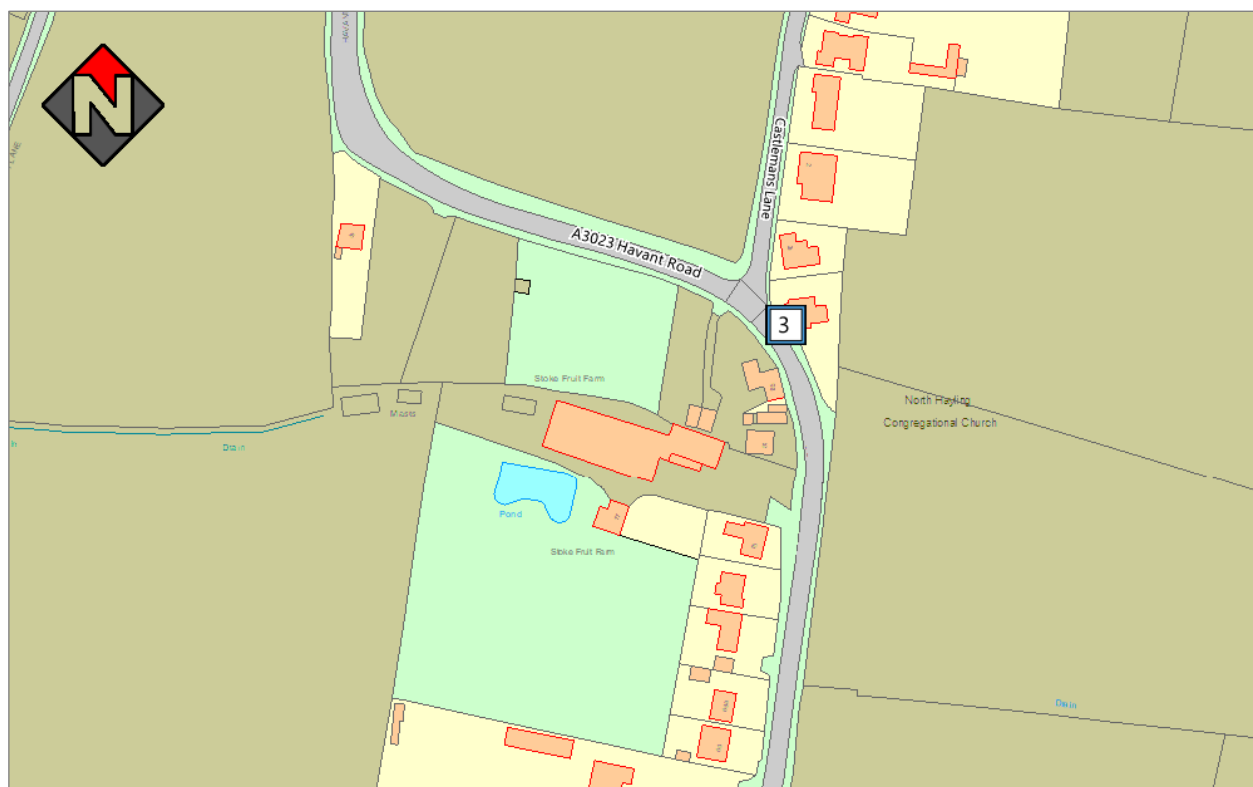 N
LANE
Castlemans Lane
A3023 Havant Road
3
Stoke Fruit Farm
Masts
North Hayling
Congregational Church
Drain
Pond
Stoke Fruit Farm
Drain